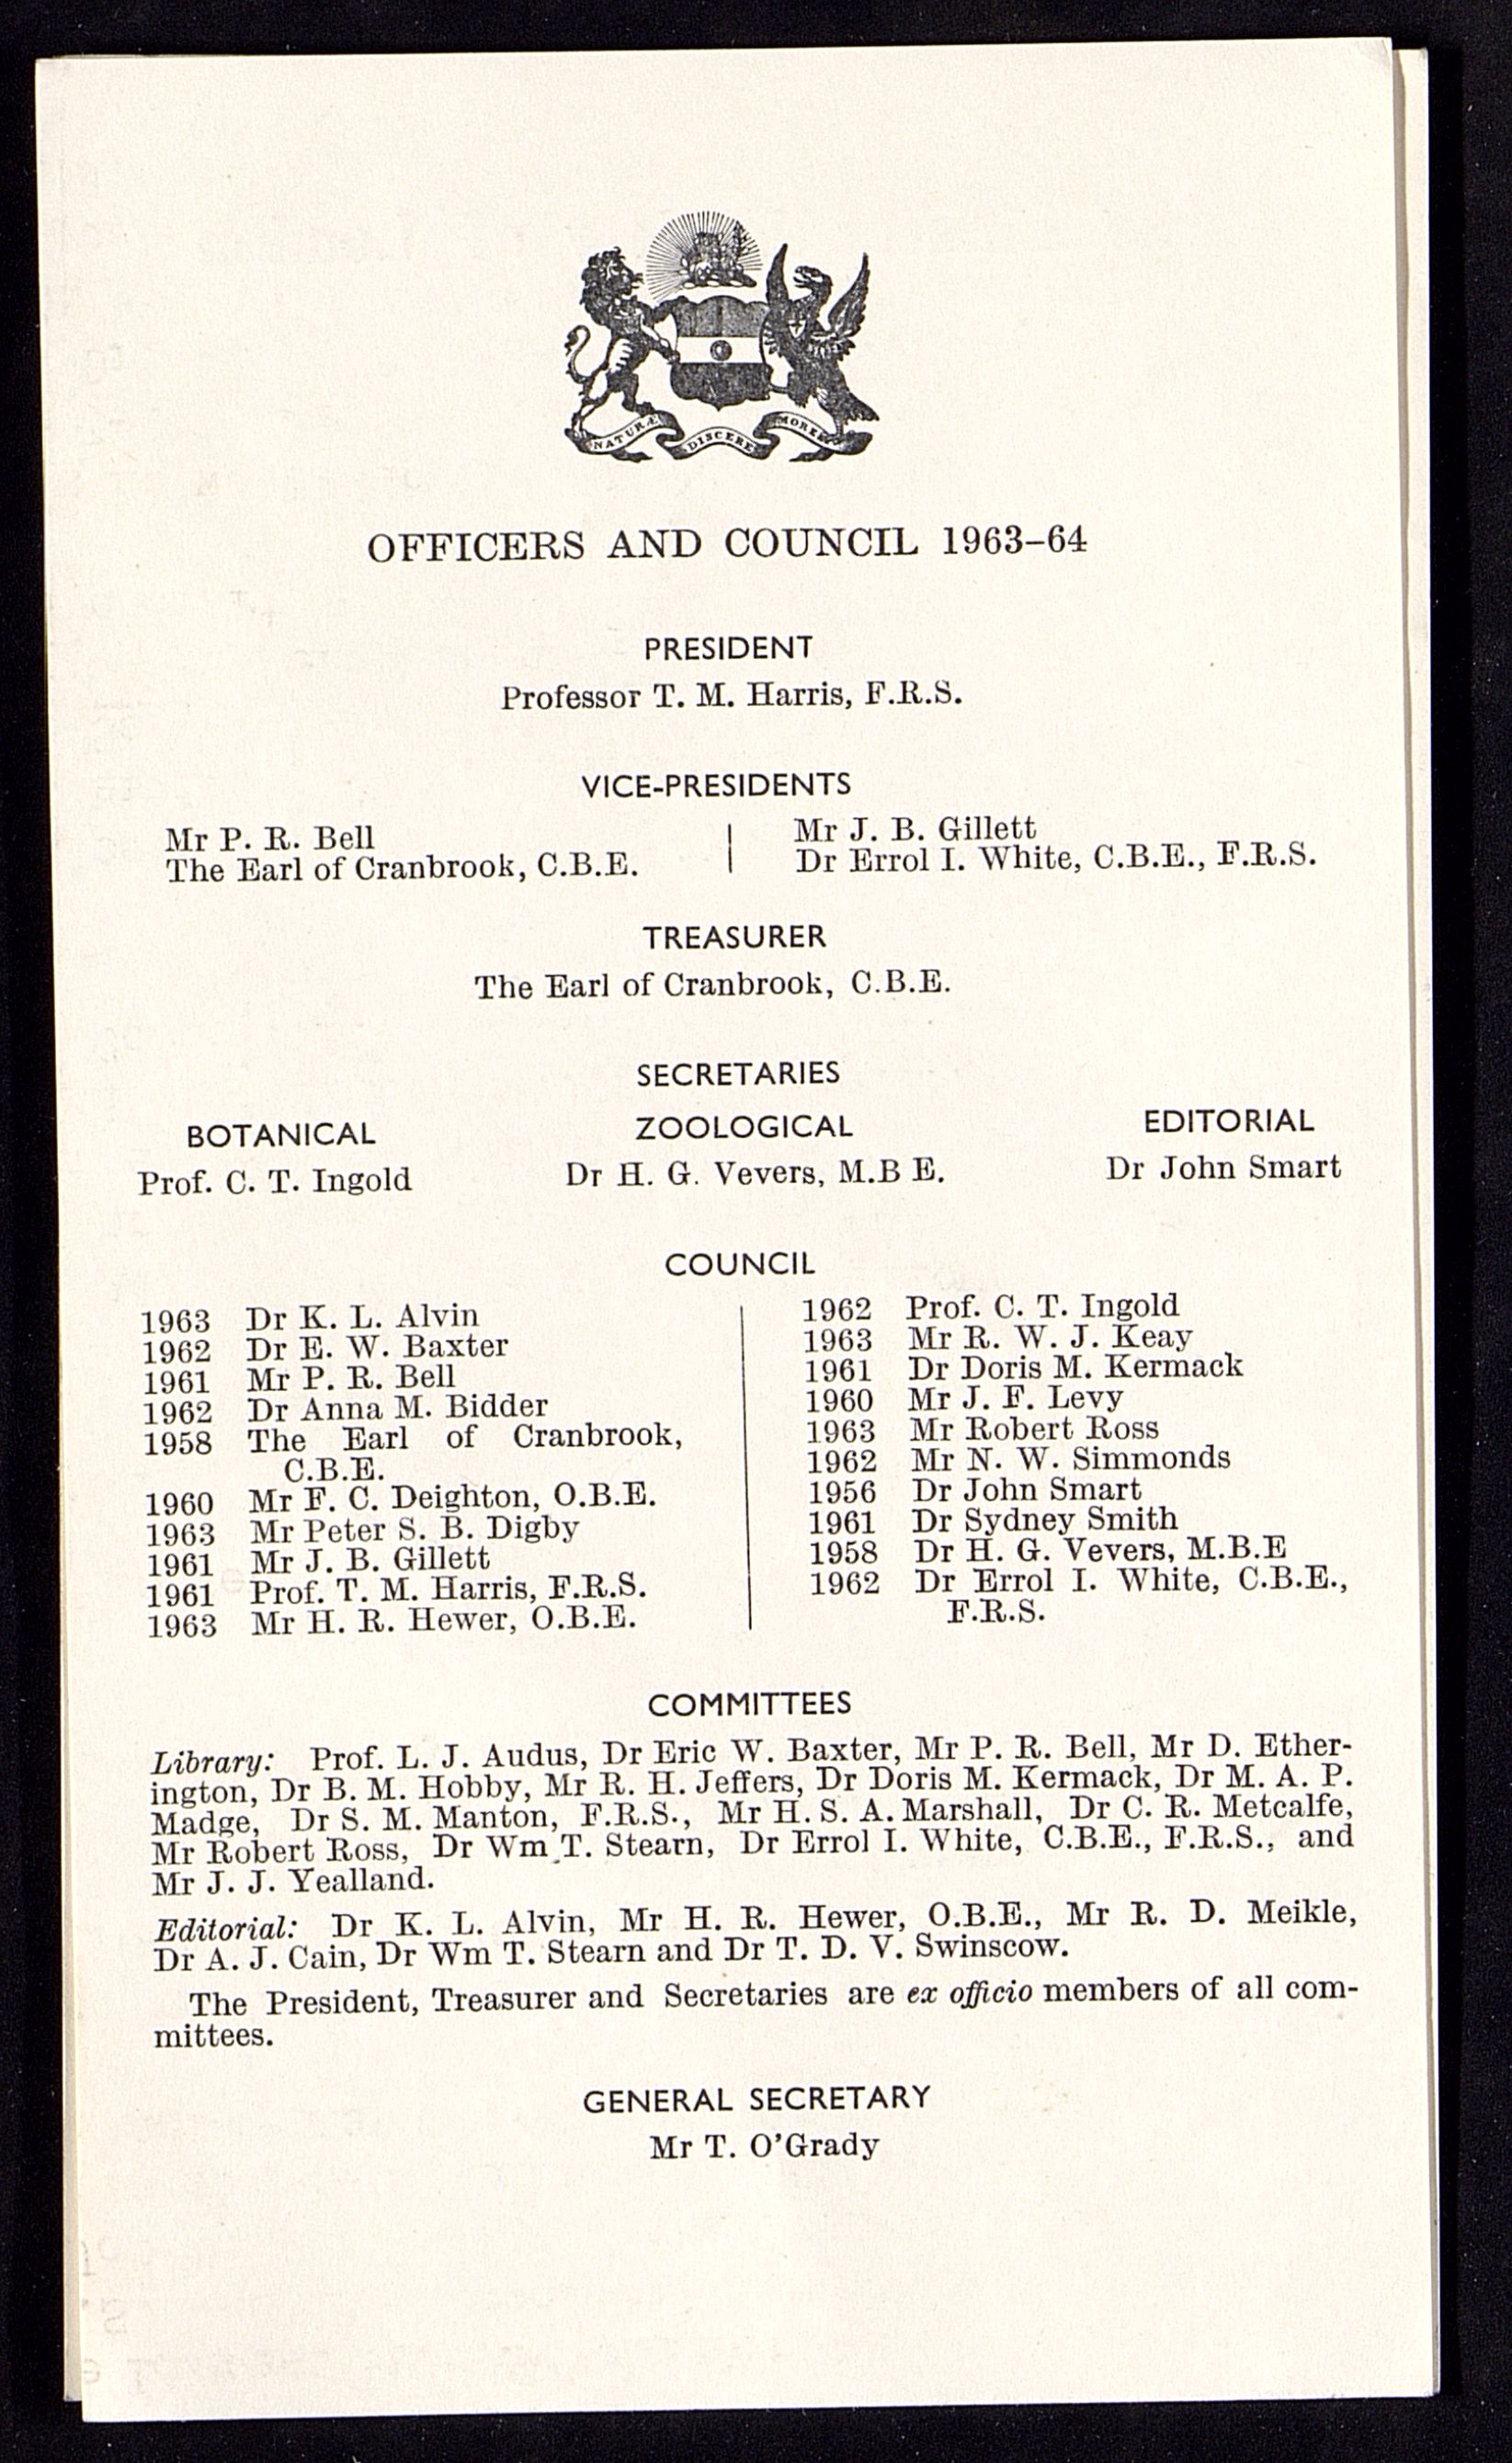 NATURÆ DISCERE MORES
OFFICERS AND COUNCIL 1963–64
PRESIDENT
Professor T. M. Harris, F.R.S.
VICE-PRESIDENTS
Mr P. R. Bell
The Earl of Cranbrook, C.B.E.
Mr J. B. Gillett
Dr Errol I. White, C.B.E., F.R.S.
TREASURER
The Earl of Cranbrook, C.B.E.
SECRETARIES
BOTANICAL
Prof. C. T. Ingold
ZOOLOGICAL
Dr H. G. Vevers, M.B E.
EDITORIAL
Dr John Smart
COUNCIL
1963 Dr K. L. Alvin
1962 Dr E. W. Baxter
1961 Mr P. R. Bell
1962 Dr Anna M. Bidder
1958 The Earl of Cranbrook,
C.B.E.
1960 Mr F. C. Deighton, O.B.E.
1963 Mr Peter S. B. Digby
1961 Mr J. B. Gillett
1961 Prof. T. M. Harris, F.R.S.
1963 Mr H. R. Hewer, O.B.E.
1962 Prof. C. T. Ingold
1963 Mr R. W. J. Keay
1961 Dr Doris M. Kermack
1960 Mr J. F. Levy
1963 Mr Robert Ross
1962 Mr N. W. Simmonds
1956 Dr John Smart
1961 Dr Sydney Smith
1958 Dr H. G. Vevers, M.B.E
1962 Dr Errol I. White, C.B.E.,
F.R.S.
COMMITTEES
Library: Prof. L. J. Audus, Dr Eric W. Baxter, Mr P. R. Bell, Mr D. Ether-
ington, Dr B. M. Hobby, Mr R. H. Jeffers, Dr Doris M. Kermack, Dr M. A. P.
Madge, Dr S. M. Manton, F.R.S., Mr H. S. A. Marshall, Dr C. R. Metcalfe,
Mr Robert Ross, Dr Wm T. Stearn, Dr Errol I. White, C.B.E., F.R.S., and
Mr J. J. Yealland.
Editorial: Dr K. L. Alvin, Mr H. R. Hewer, O.B.E., Mr R. D. Meikle,
Dr A. J. Cain, Dr Wm T. Stearn and Dr T. D. V. Swinscow.
The President, Treasurer and Secretaries are ex officio members of all com-
mittees.
GENERAL SECRETARY
Mr T. O'Grady